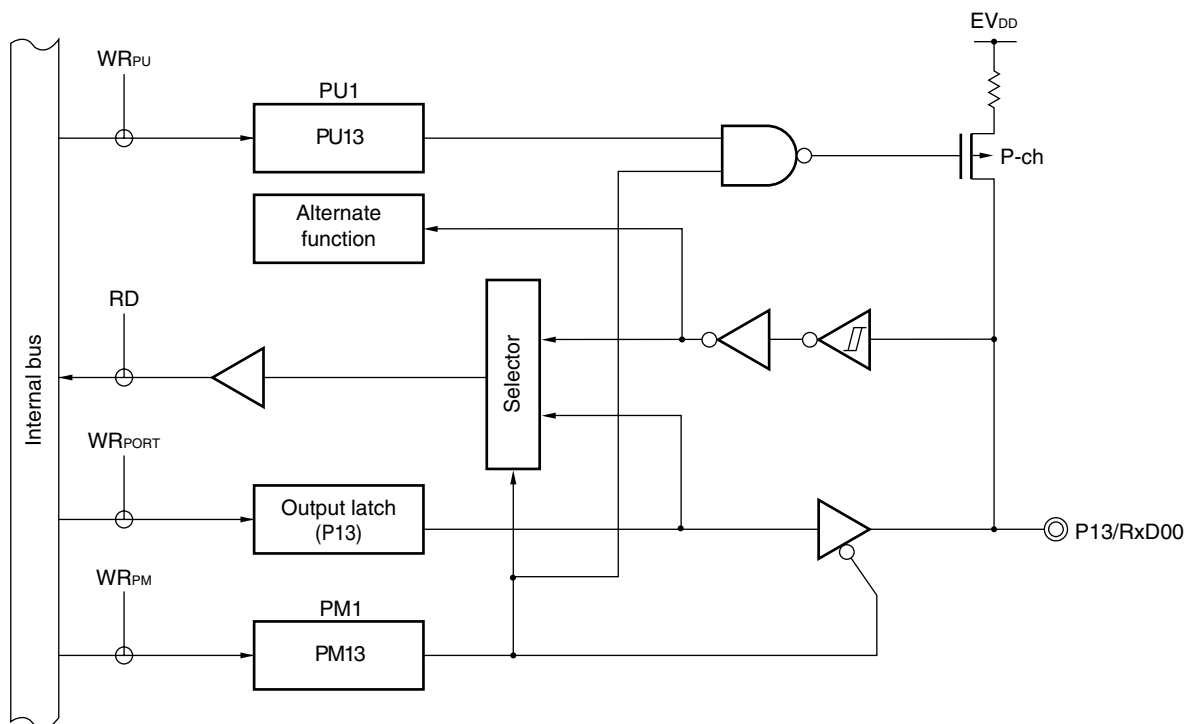 EVDD
WRPU
PU1
PU13
P-ch
Alternate
function
RD
Selector
Internal bus
WRPORT
Output latch
(P13)
P13/RxD00
WRPM
PM1
PM13